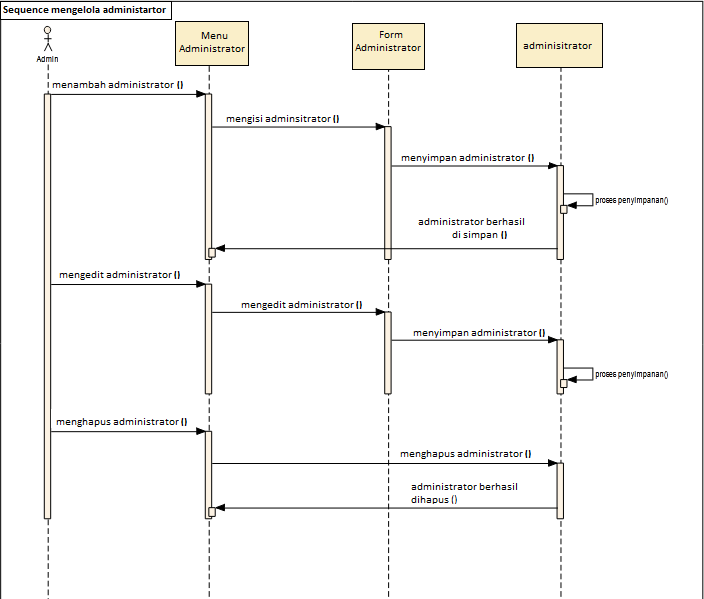 Sequence mengelola administartor
Admin
Menu
Administrator
Form
Administrator
adminisitrator
menambah administrator ()
mengisi adminsitrator ()
menyimpan administrator ()
proses penyimpanan()
administrator berhasil
di simpan ()
mengedit administrator ()
mengedit administrator ()
menyimpan administrator ()
proses penyimpanan()
menghapus administrator ()
menghapus administrator ()
administrator berhasil
dihapus ()